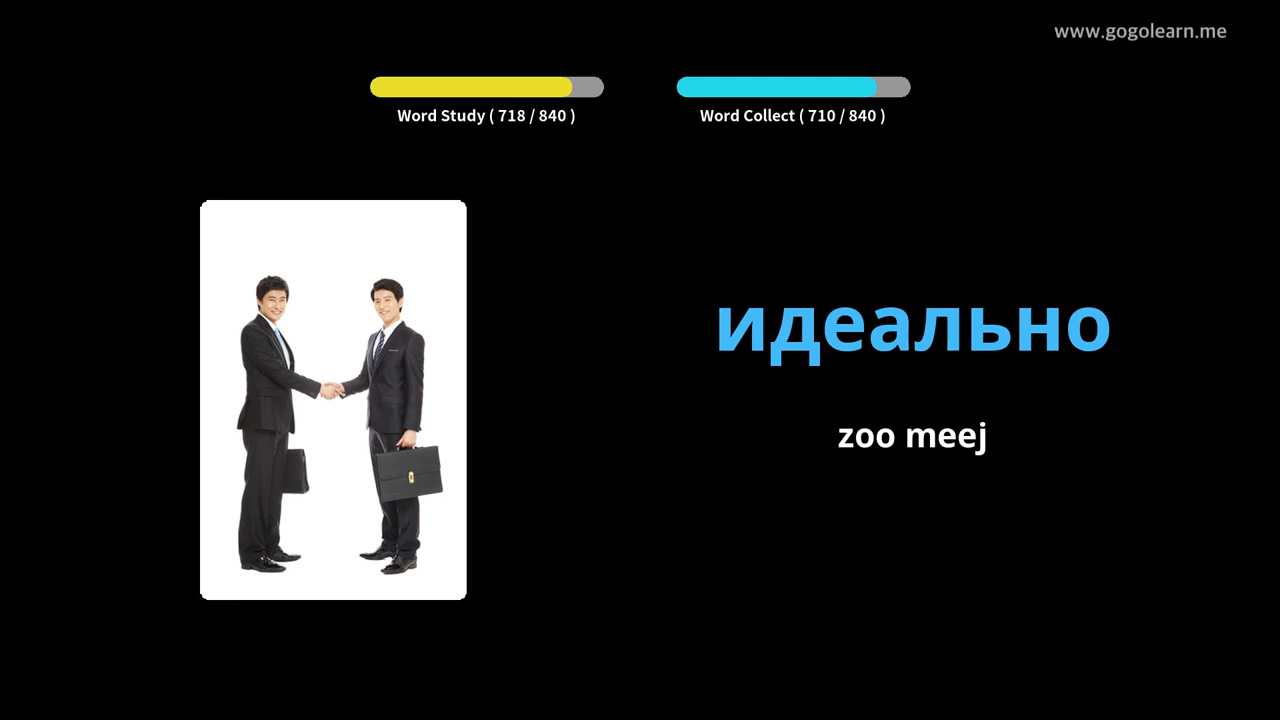 www.gogolearn.me
Word Study ( 718 / 840 )
Word Collect ( 710 / 840 )
идеально
zoo meej